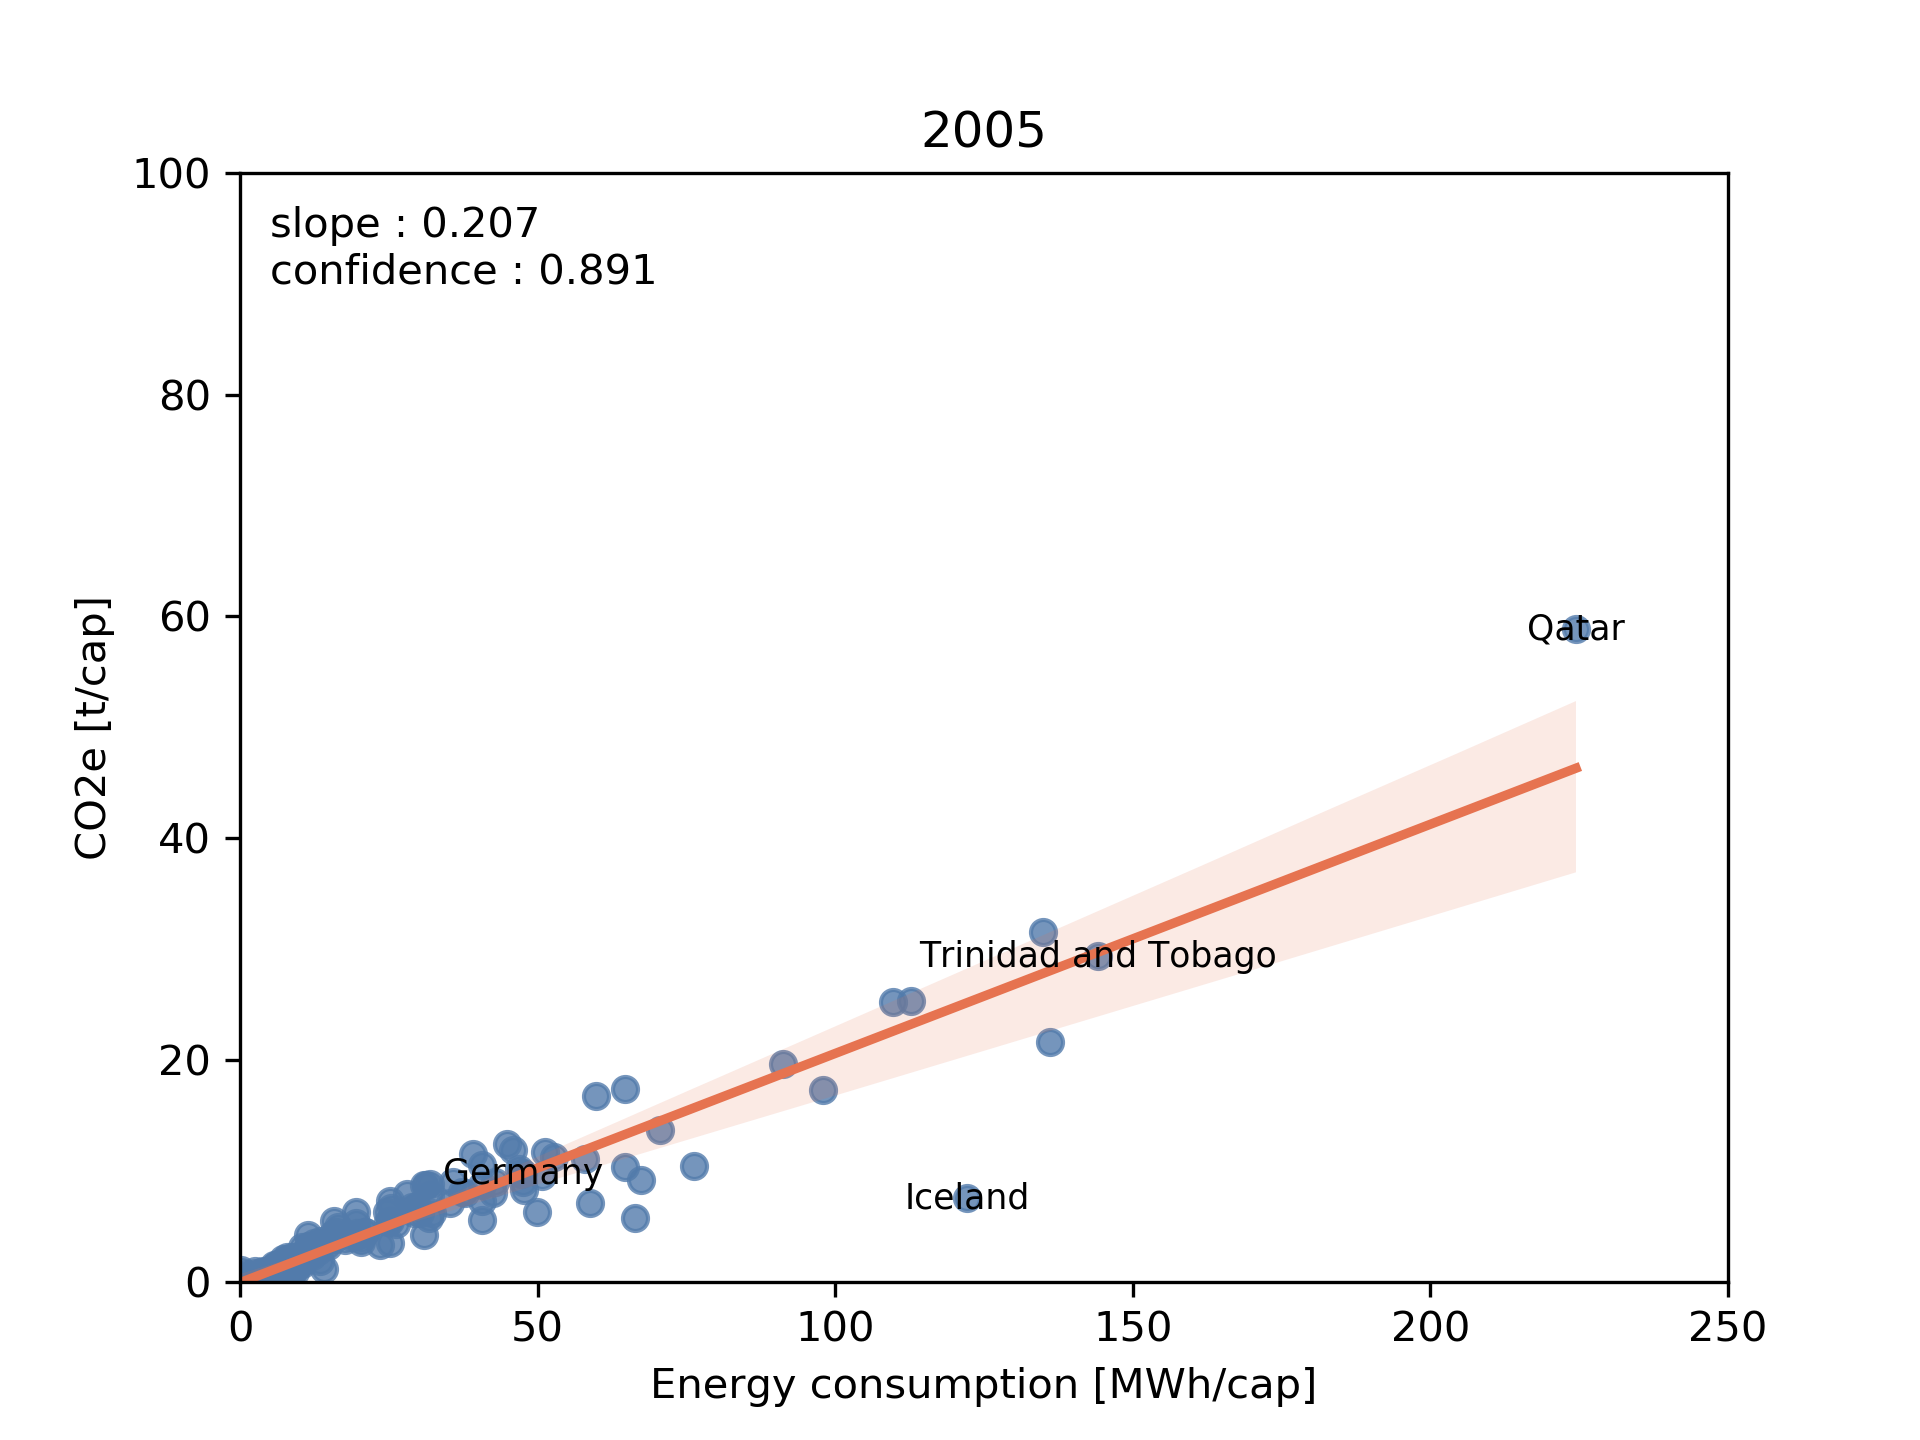 2005
slope : 0.207
confidence : 0.891
100
80
60
40
20
0
CO2e [t/cap]
Qatar
Trinidad and Tobago
Germany
Iceland
0 50 100 150 200 250
Energy consumption [MWh/cap]